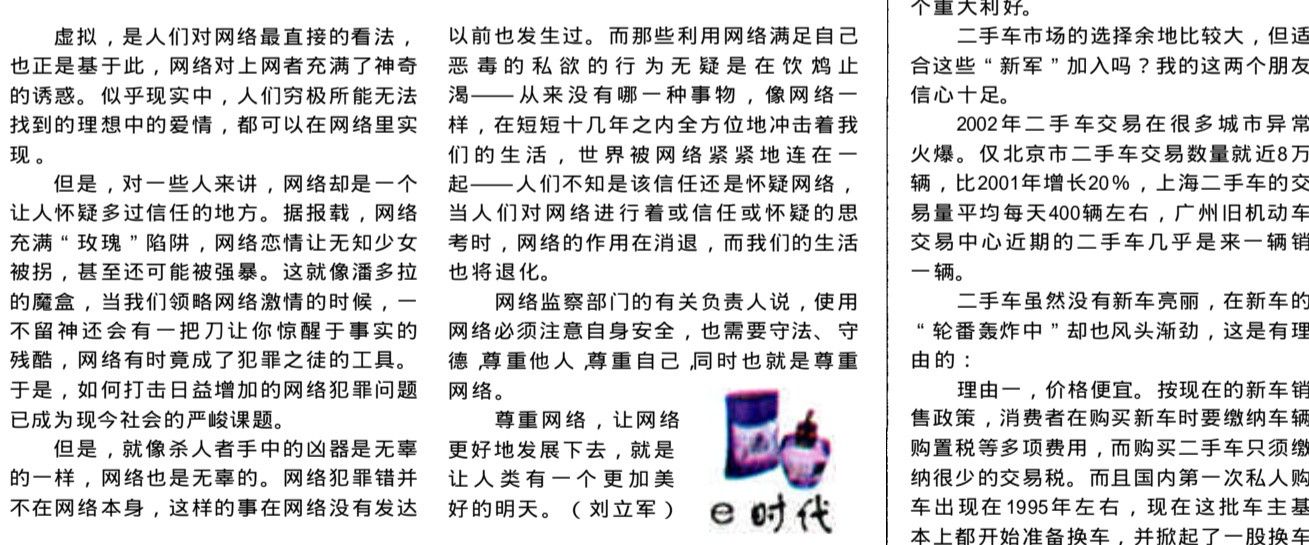 虚拟，是人们对网络最直接的看法，
也正是基于此，网络对上网者充满了神奇
的诱惑。似乎现实中，人们穷极所能无法
找到的理想中的爱情，都可以在网络里实
现。
但是，对一些人来讲，网络却是一个
让人怀疑多过信任的地方。据报载，网络
充满“玫瑰”陷阱，网络恋情让无知少女
被拐，甚至还可能被强暴。这就像潘多拉
的魔盒，当我们领略网络激情的时候，一
不留神还会有一把刀让你惊醒于事实的
残酷，网络有时竟成了犯罪之徒的工具。
于是，如何打击日益增加的网络犯罪问题
已成为现今社会的严峻课题。
但是，就像杀人者手中的凶器是无辜
的一样，网络也是无辜的。网络犯罪错并
不在网络本身，这样的事在网络没有发达
以前也发生过。而那些利用网络满足自己
恶毒的私欲的行为无疑是在饮鸩止
渴——从来没有哪一种事物，像网络一
样，在短短十几年之内全方位地冲击着我
们的生活，世界被网络紧紧地连在一
起——人们不知是该信任还是怀疑网络，
当人们对网络进行着或信任或怀疑的思
考时，网络的作用在消退，而我们的生活
也将退化。
网络监察部门的有关负责人说，使用
网络必须注意自身安全，也需要守法、守
德，尊重他人，尊重自己，同时也就是尊重
网络。
尊重网络，让网络
更好地发展下去，就是
让人类有一个更加美
好的明天。（刘立军）
e时代
个重大利好。
二手车市场的选择余地比较大，但适
合这些“新军”加入吗？我的这两个朋友
信心十足。
2002年二手车交易在很多城市异常
火爆。仅北京市二手车交易数量就近8万
辆，比2001年增长20%，上海二手车的交
易量平均每天400辆左右，广州旧机动车
交易中心近期的二手车几乎是来一辆销
一辆。
二手车虽然没有新车亮丽，在新车的
“轮番轰炸中”却也风头渐劲，这是有理
由的：
理由一，价格便宜。按现在的新车销
售政策，消费者在购买新车时要缴纳车辆
购置税等多项费用，而购买二手车只须缴
纳很少的交易税。而且国内第一次私人购
车出现在1995年左右，现在这批车主基
本上都开始准备换车，并掀起了一股换车